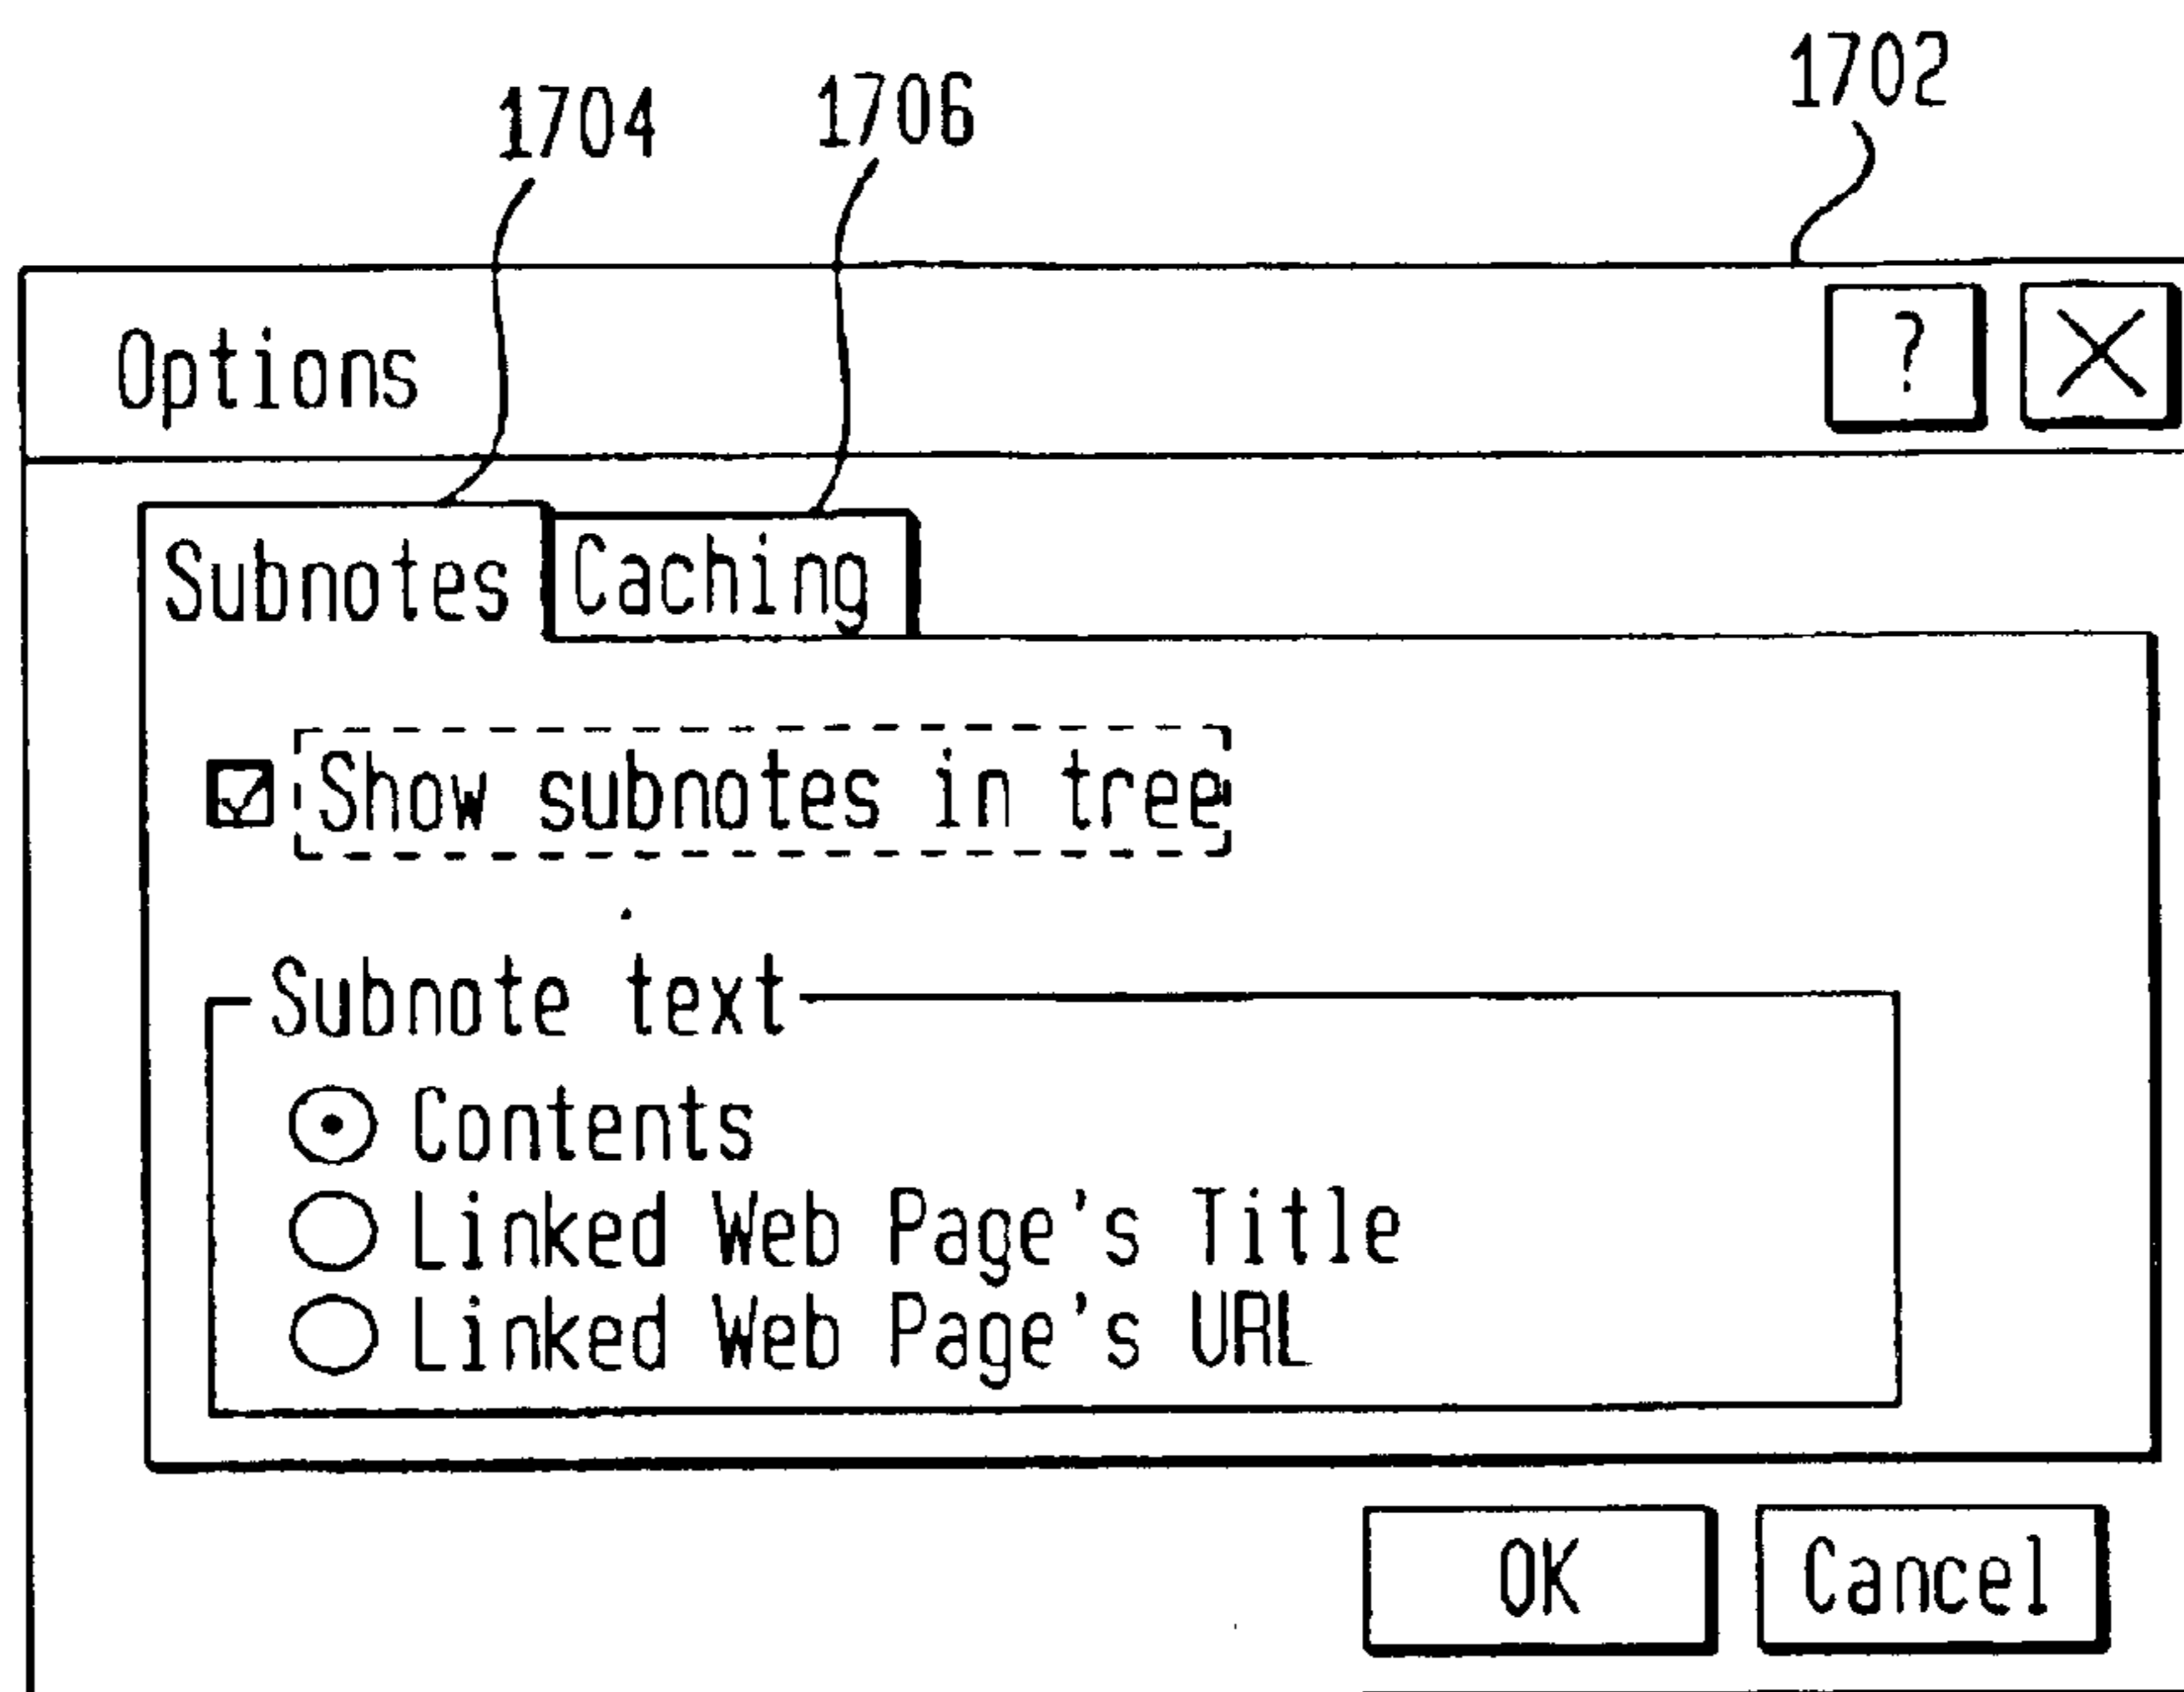 1704 1706 1702
Options ? X
Subnotes Caching
Show subnotes in tree
Subnote text
Contents
Linked Web Page's Title
Linked Web Page's URL
OK Cancel